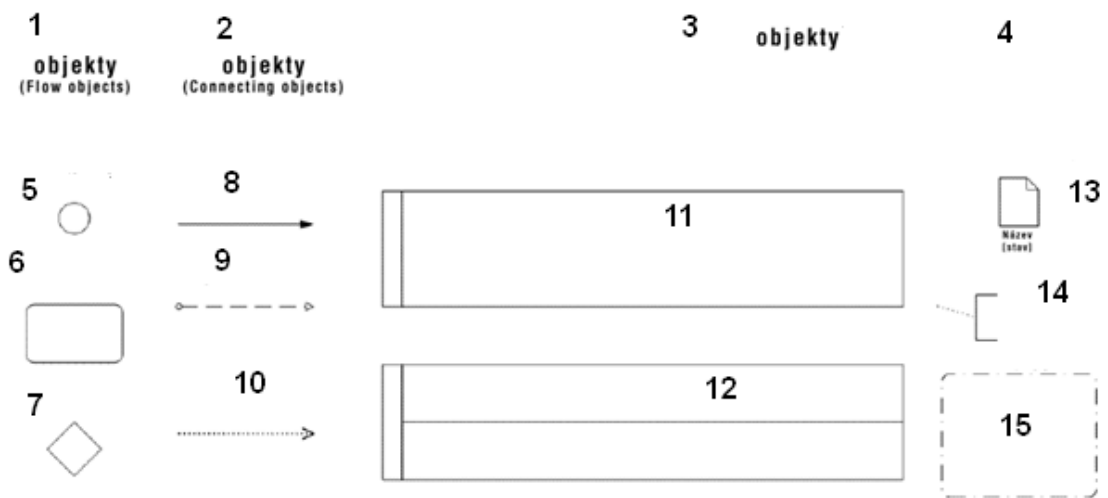 1
2
3
objekty
4
objekty
(Flow objects)
objekty
(Connecting objects)
5
8
11
13
Název
(stav)
6
9
14
7
10
12
15